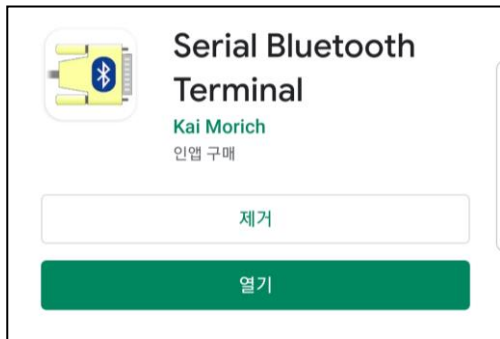 Serial Bluetooth
Terminal
Kai Morich
인앱 구매
제거
열기